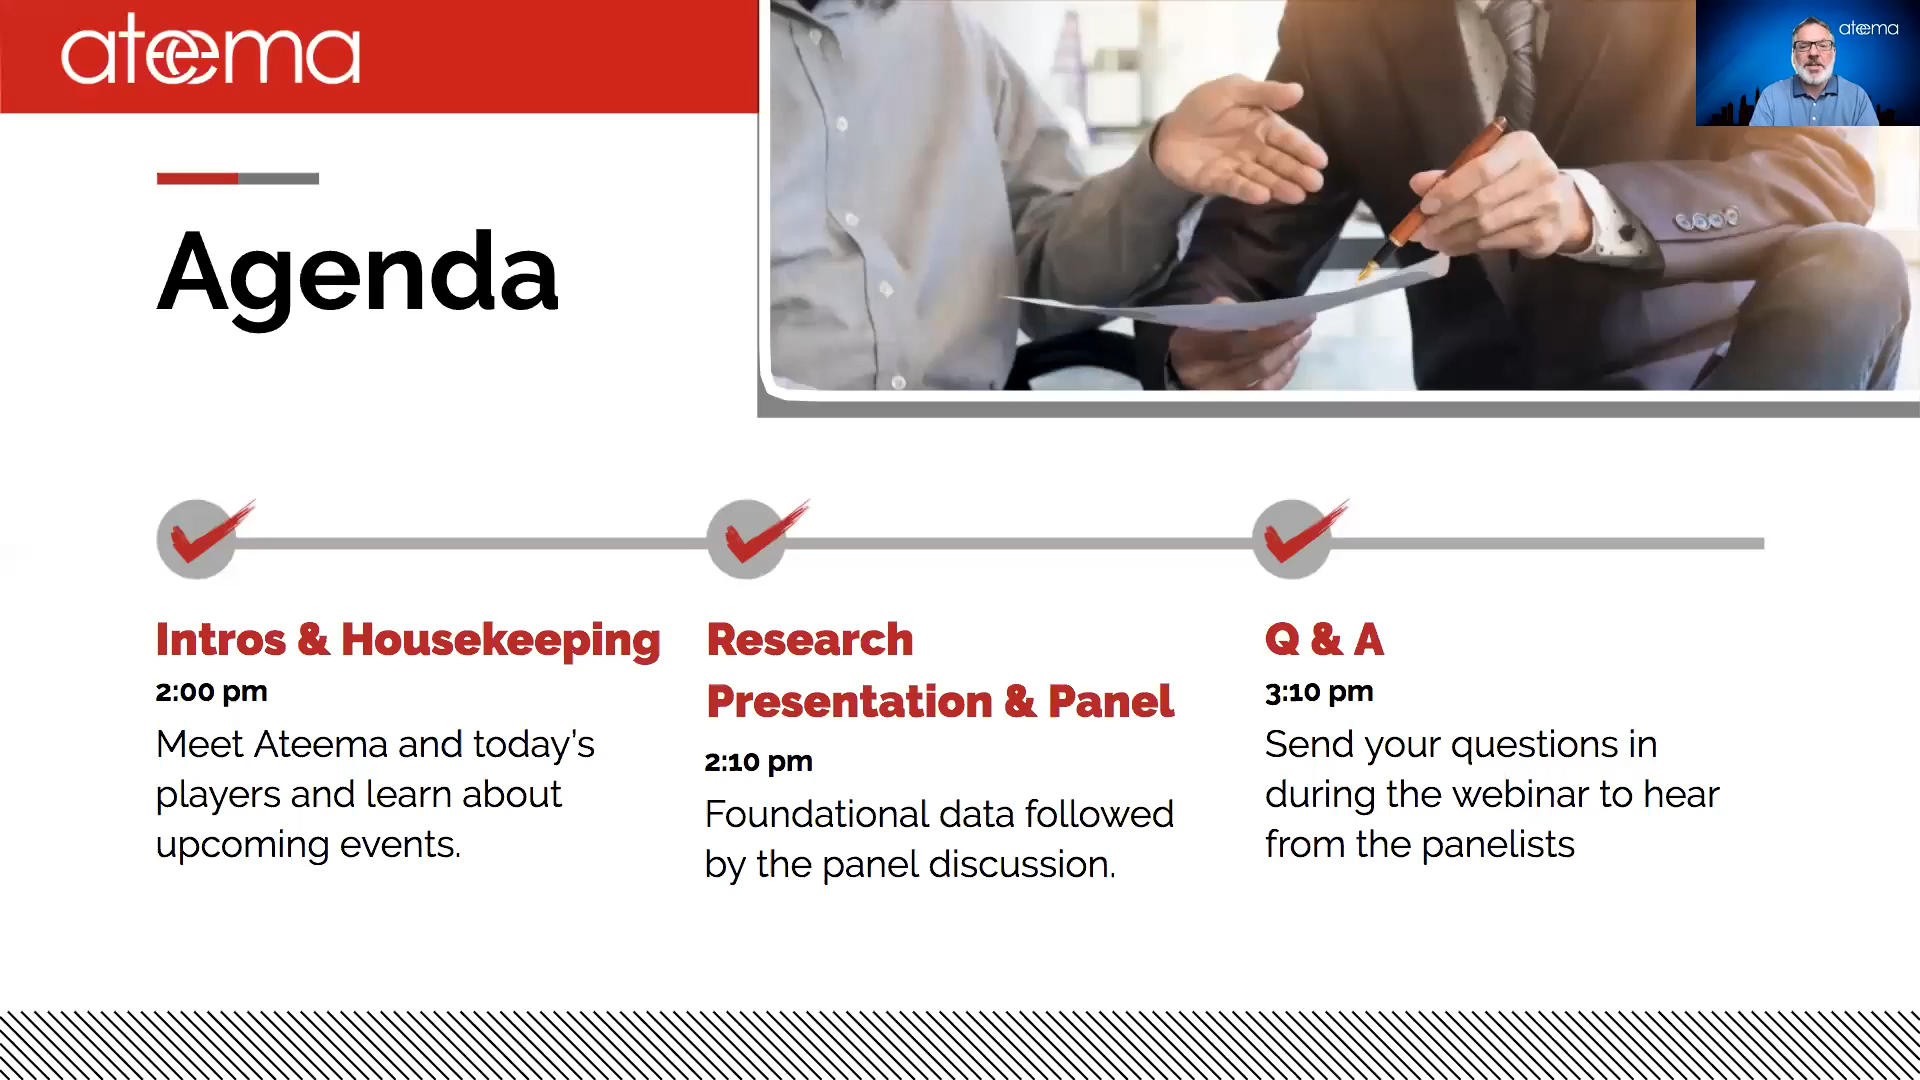 ateema
ateema
Agenda
Intros & Housekeeping
2:00 pm
Meet Ateema and today’s
players and learn about
upcoming events.
Research
Presentation & Panel
2:10 pm
Foundational data followed
by the panel discussion.
Q & A
3:10 pm
Send your questions in
during the webinar to hear
from the panelists